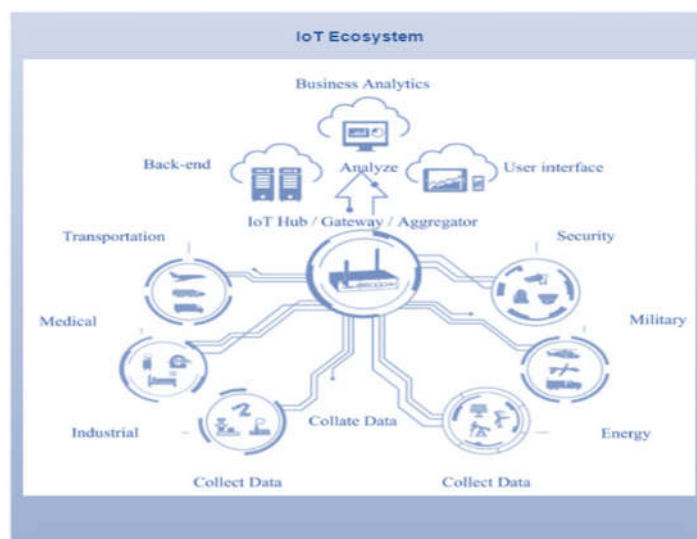 IoT Ecosystem
Business Analytics
Back-end
Analyze
User interface
IoT Hub / Gateway / Aggregator
Transportation
Security
Medical
Military
Industrial
Collate Data
Energy
Collect Data
Collect Data